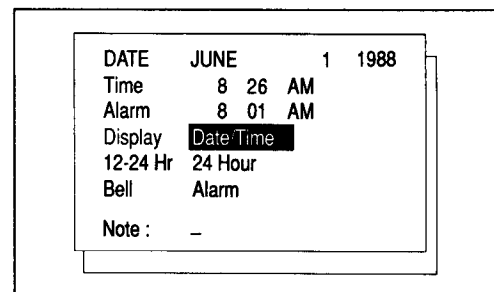 DATE JUNE 1 1988
Time 8 26 AM
Alarm 8 01 AM
Display Date/Time
12-24 Hr 24 Hour
Bell Alarm
Note : _